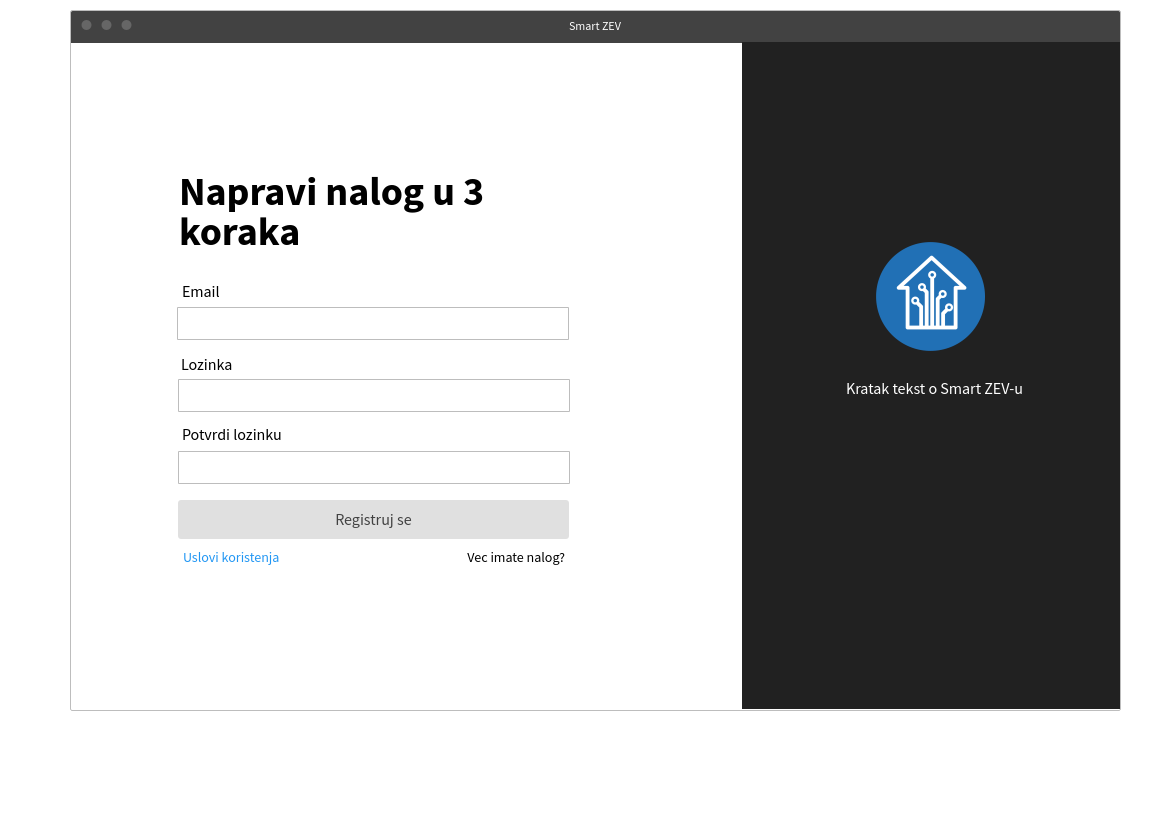 Smart ZEV
Napravi nalog u 3
koraka
Email
Lozinka
Potvrdi lozinku
Registruj se
Uslovi koristenja
Vec imate nalog?
Kratak tekst o Smart ZEV-u